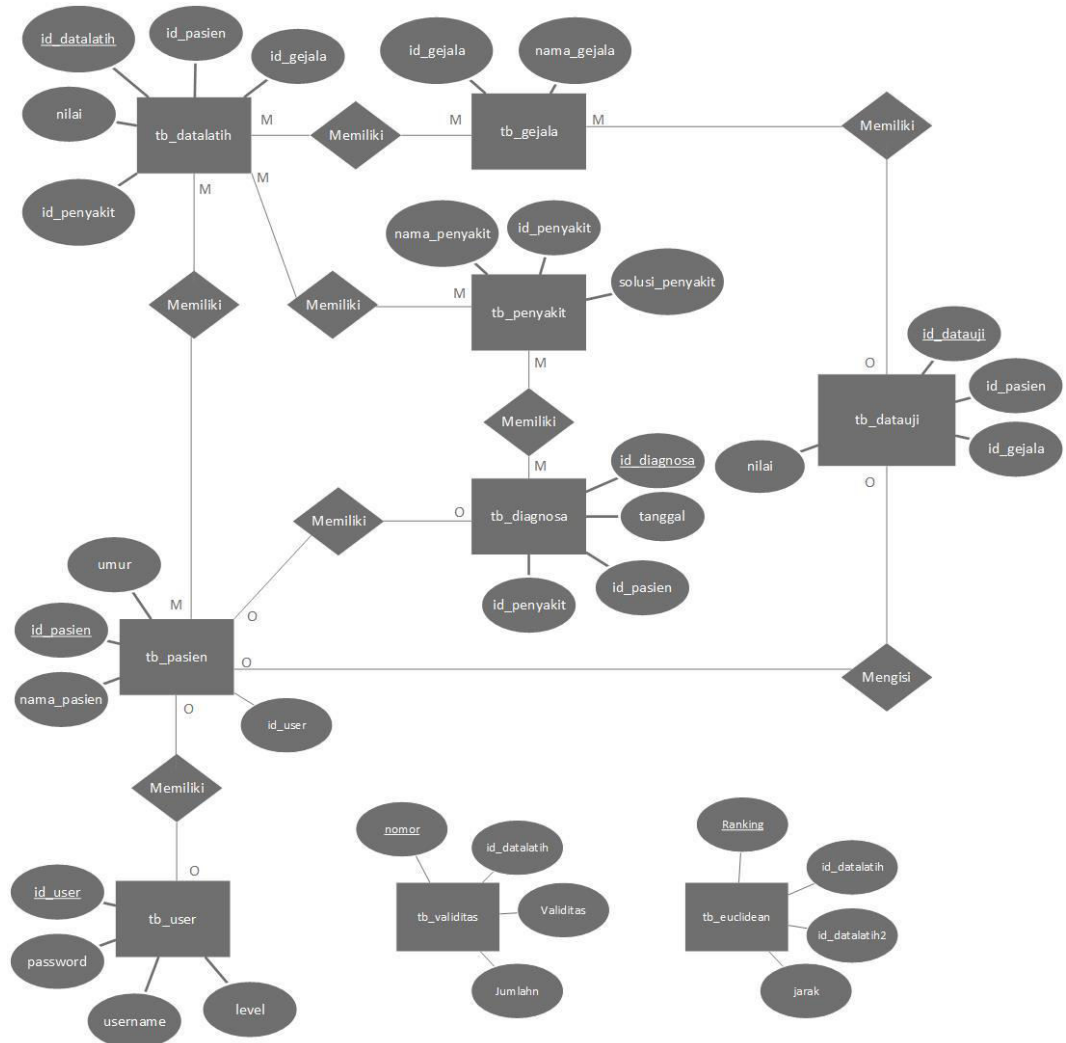 id_datalatih
id_pasien
id_gejala
nilai
tb_datalatih
id_penyakit
M
Memiliki
M
id_gejala
nama_gejala
tb_gejala
M
Memiliki
M
M
Memiliki
Memiliki
M
nama_penyakit
id_penyakit
solusi_penyakit
tb_penyakit
M
Memiliki
M
O
id_datauji
id_pasien
id_gejala
tb_datauji
nilai
O
id_diagnosa
tanggal
tb_diagnosa
id_pasien
id_penyakit
O
Memiliki
O
umur
M
id_pasien
tb_pasien
nama_pasien
id_user
O
Mengisi
O
Memiliki
O
id_user
tb_user
password
username
level
nomor
id_datalatih
tb_validitas
Validitas
Jumlahn
Ranking
id_datalatih
tb_euclidean
id_datalatih2
jarak